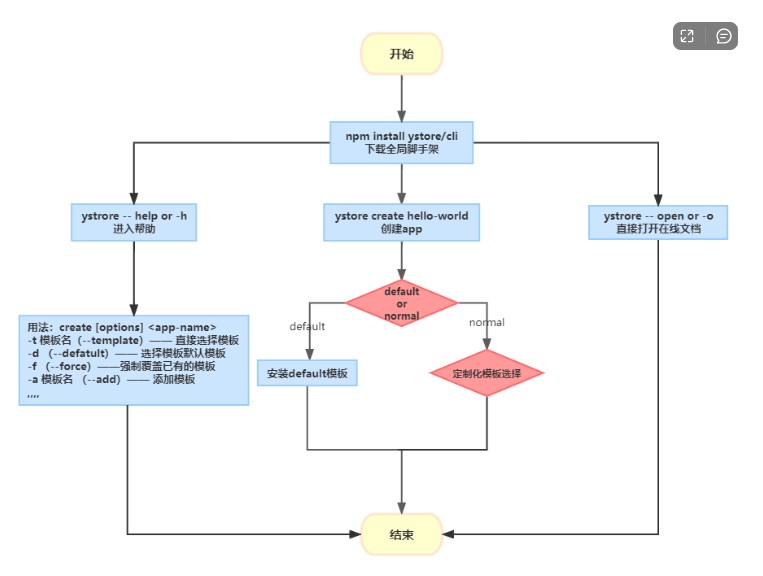 开始
npm install ystore/cli
下载全局脚手架
ystrore -- help or -h
进入帮助
ystore create hello-world
创建app
ystrore -- open or -o
直接打开在线文档
default
or
normal
default
normal
用法：create [options] <app-name>
-t 模板名（--template）—— 直接选择模板
-d （--defatult）—— 选择模板默认模板
-f （--force）——强制覆盖已有的模板
-a 模板名 （--add）—— 添加模板
,,,,
安装default模板
定制化模板选择
结束